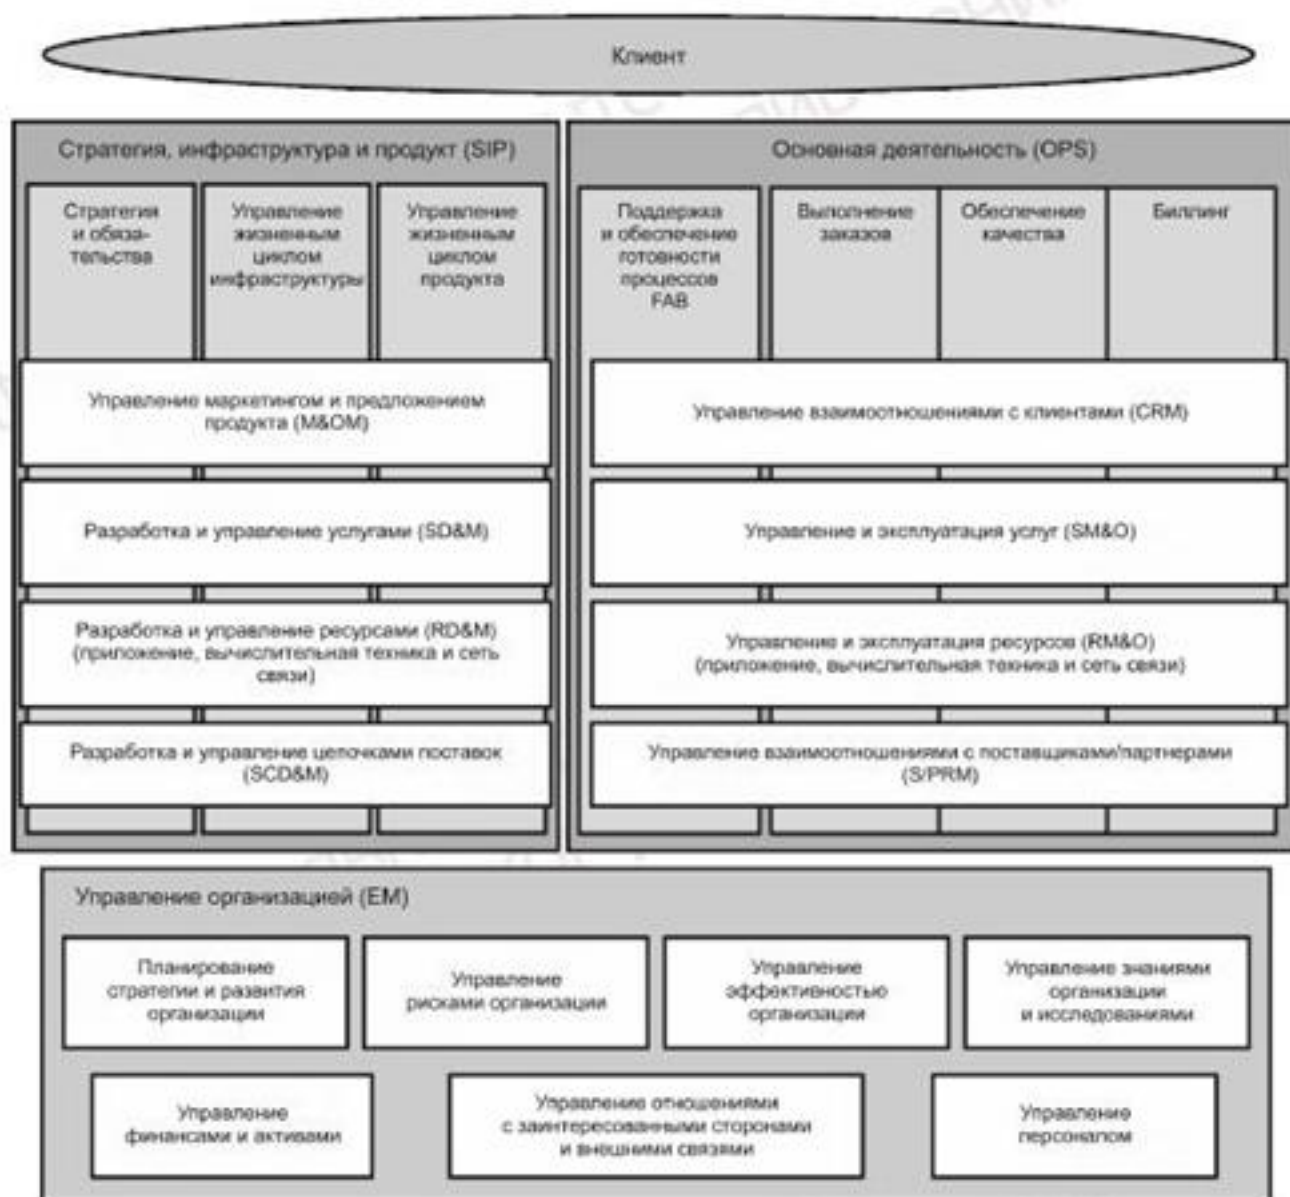 Клиент
Стратегия, инфраструктура и продукт (SIP)
Основная деятельность (OPS)
Стратегия
и обяза-
тельства
Управление
жизненным
циклом
инфраструктуры
Управление
жизненным
циклом
продукта
Поддержка
и обеспечение
готовности
процессов
FAB
Выполнение
заказов
Обеспечение
качества
Биллинг
Управление маркетингом и предложением
продукта (M&OM)
Управление взаимоотношениями с клиентами (CRM)
Разработка и управление услугами (SD&M)
Управление и эксплуатация услуг (SM&O)
Разработка и управление ресурсами (RD&M)
(приложение, вычислительная техника и сеть
связи)
Управление и эксплуатация ресурсов (RM&O)
(приложение, вычислительная техника и сеть связи)
Разработка и управление цепочками поставок
(SCD&M)
Управление взаимоотношениями с поставщиками/партнерами
(S/PRM)
Управление организацией (EM)
Планирование
стратегии и развития
организации
Управление
рисками организации
Управление
эффективностью
организации
Управление знаниями
организации
и исследованиями
Управление
финансами и активами
Управление отношениями
с заинтересованными сторонами
и внешними связями
Управление
персоналом